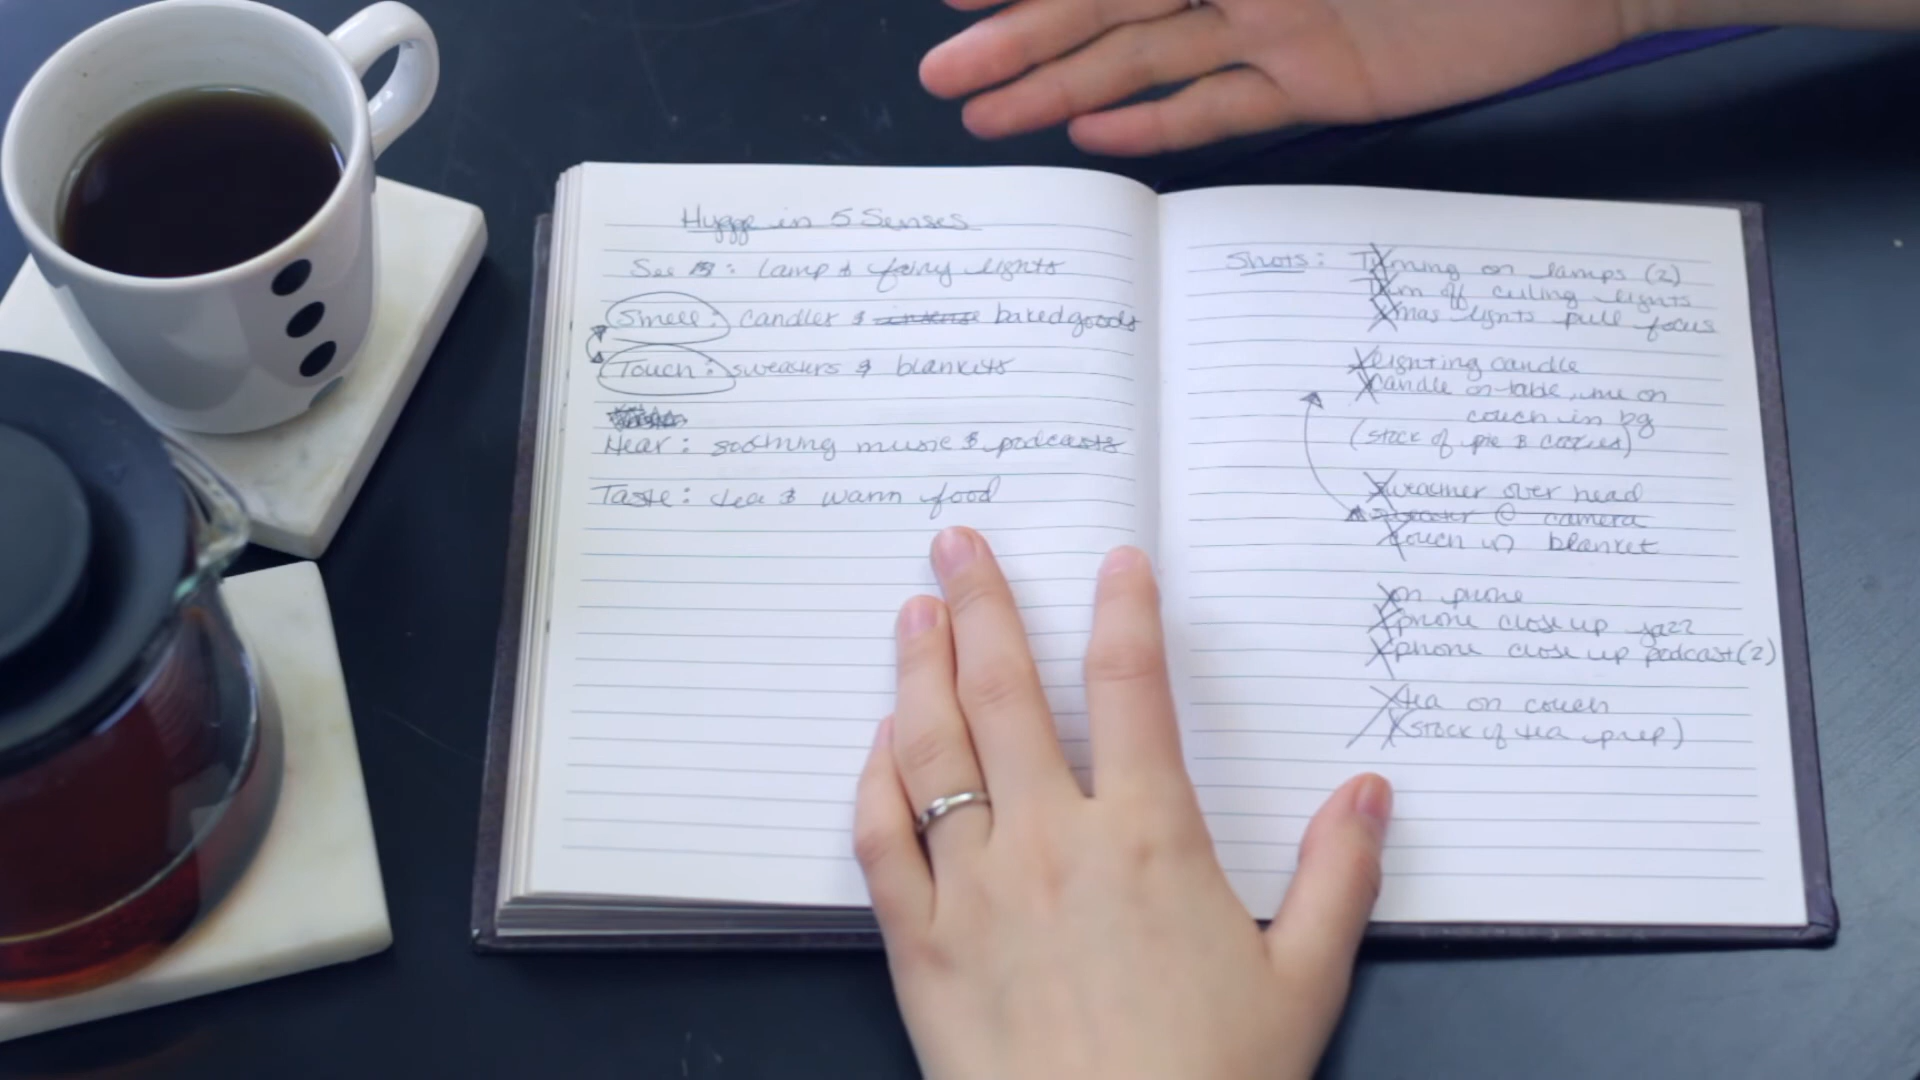 Hygge in 5 Senses
See : lamp & fairy lights
Smell : candles & incense baked goods
Touch : sweaters & blankets
Hear : soothing music & podcasts
Taste : tea & warm food
Shots : Turning on lamps (2)
Turn off ceiling lights
Xmas lights pull focus
Lighting candle
Candle on table, me on
couch in bg
(stock of pie & cookies)
over head
sweater @ camera
couch w/ blanket
on phone
phone close up jazz
phone close up podcast (2)
tea on couch
(stock of tea prep)